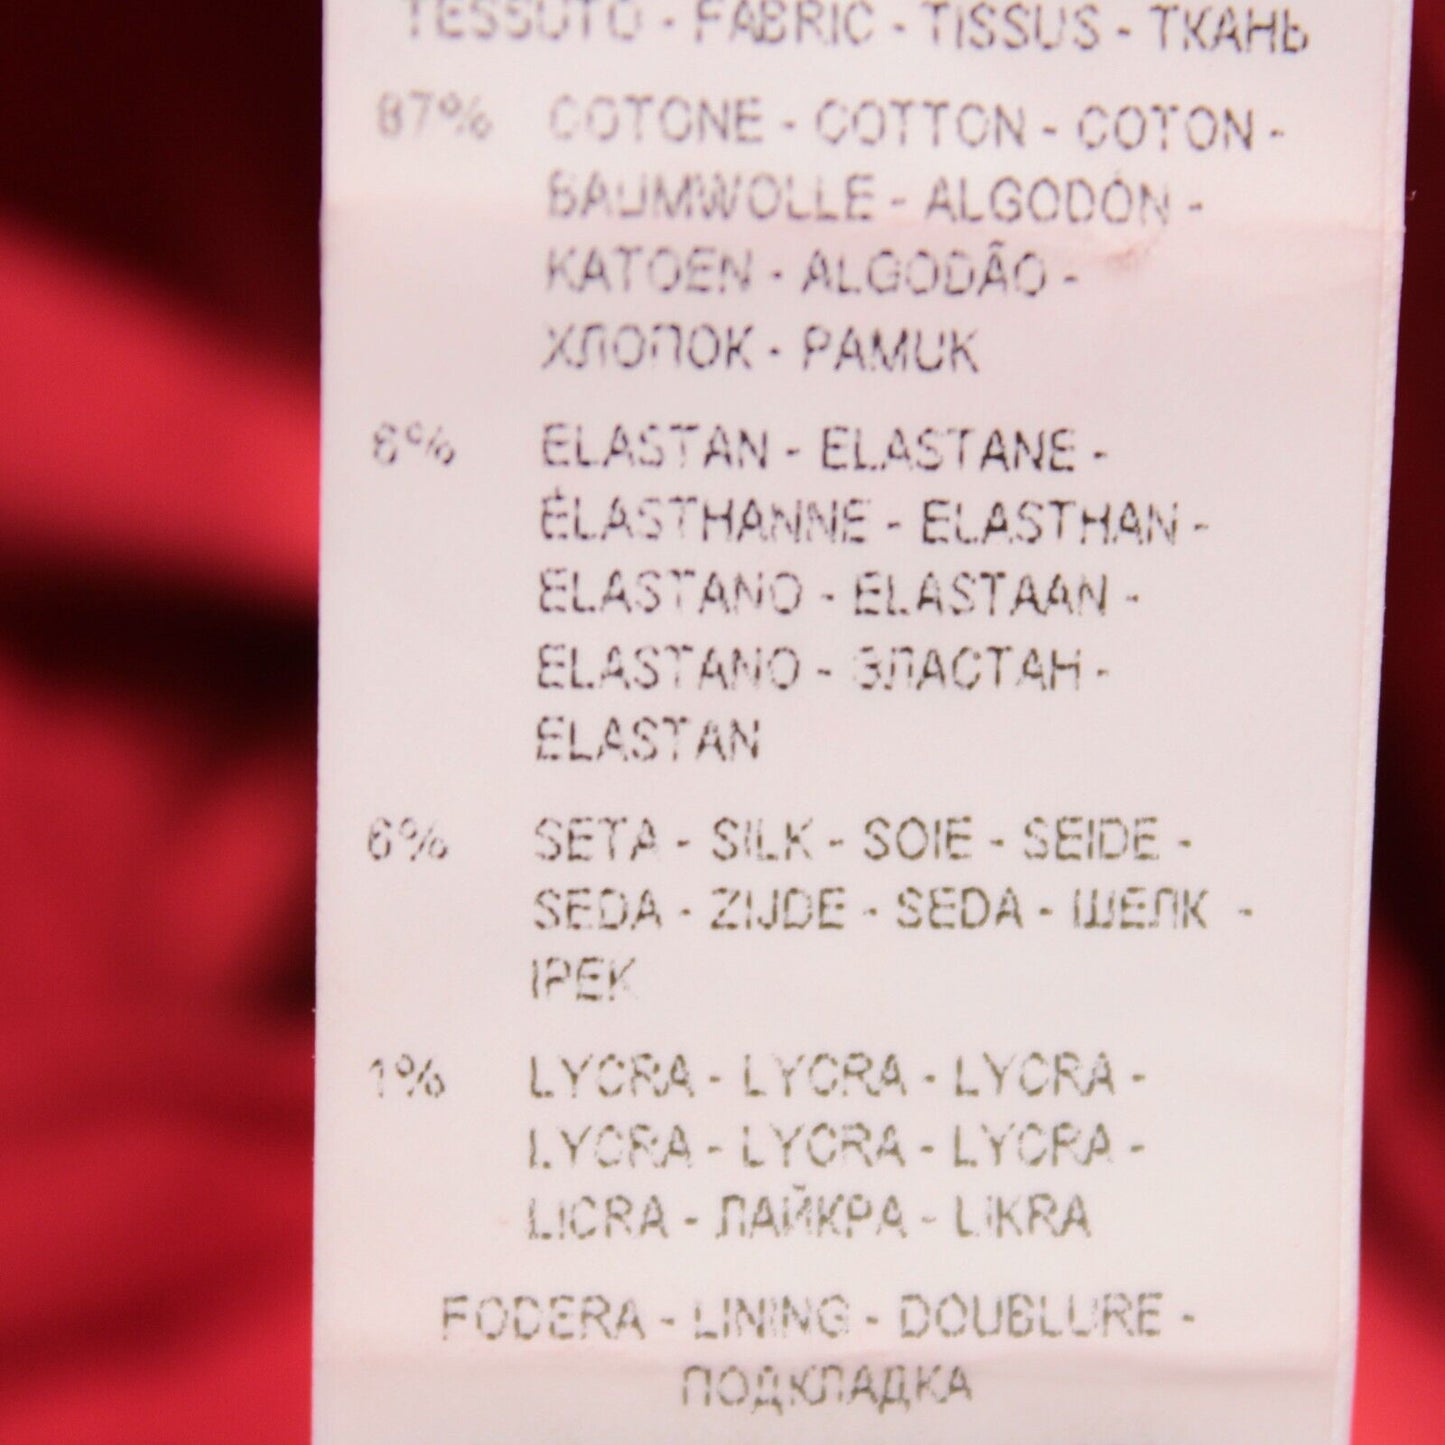 TESSUTO - FABRIC - TISSUS - ТКАНЬ
87% COTONE - COTTON - COTON -
BAUMWOLLE - ALGODÓN -
KATOEN - ALGODÃO -
ХЛОПОК - PAMUK
6% ELASTAN - ELASTANE -
ÉLASTHANNE - ELASTHAN -
ELASTANO - ELASTAAN -
ELASTANO - ЭЛАСТАН -
ELASTAN
6% SETA - SILK - SOIE - SEIDE -
SEDA - ZIJDE - SEDA - ШЕЛК -
IPEK
1% LYCRA - LYCRA - LYCRA -
LYCRA - LYCRA - LYCRA -
LICRA - ЛАЙКРА - LIKRA
FODERA - LINING - DOUBLURE -
ПОДКЛАДКА